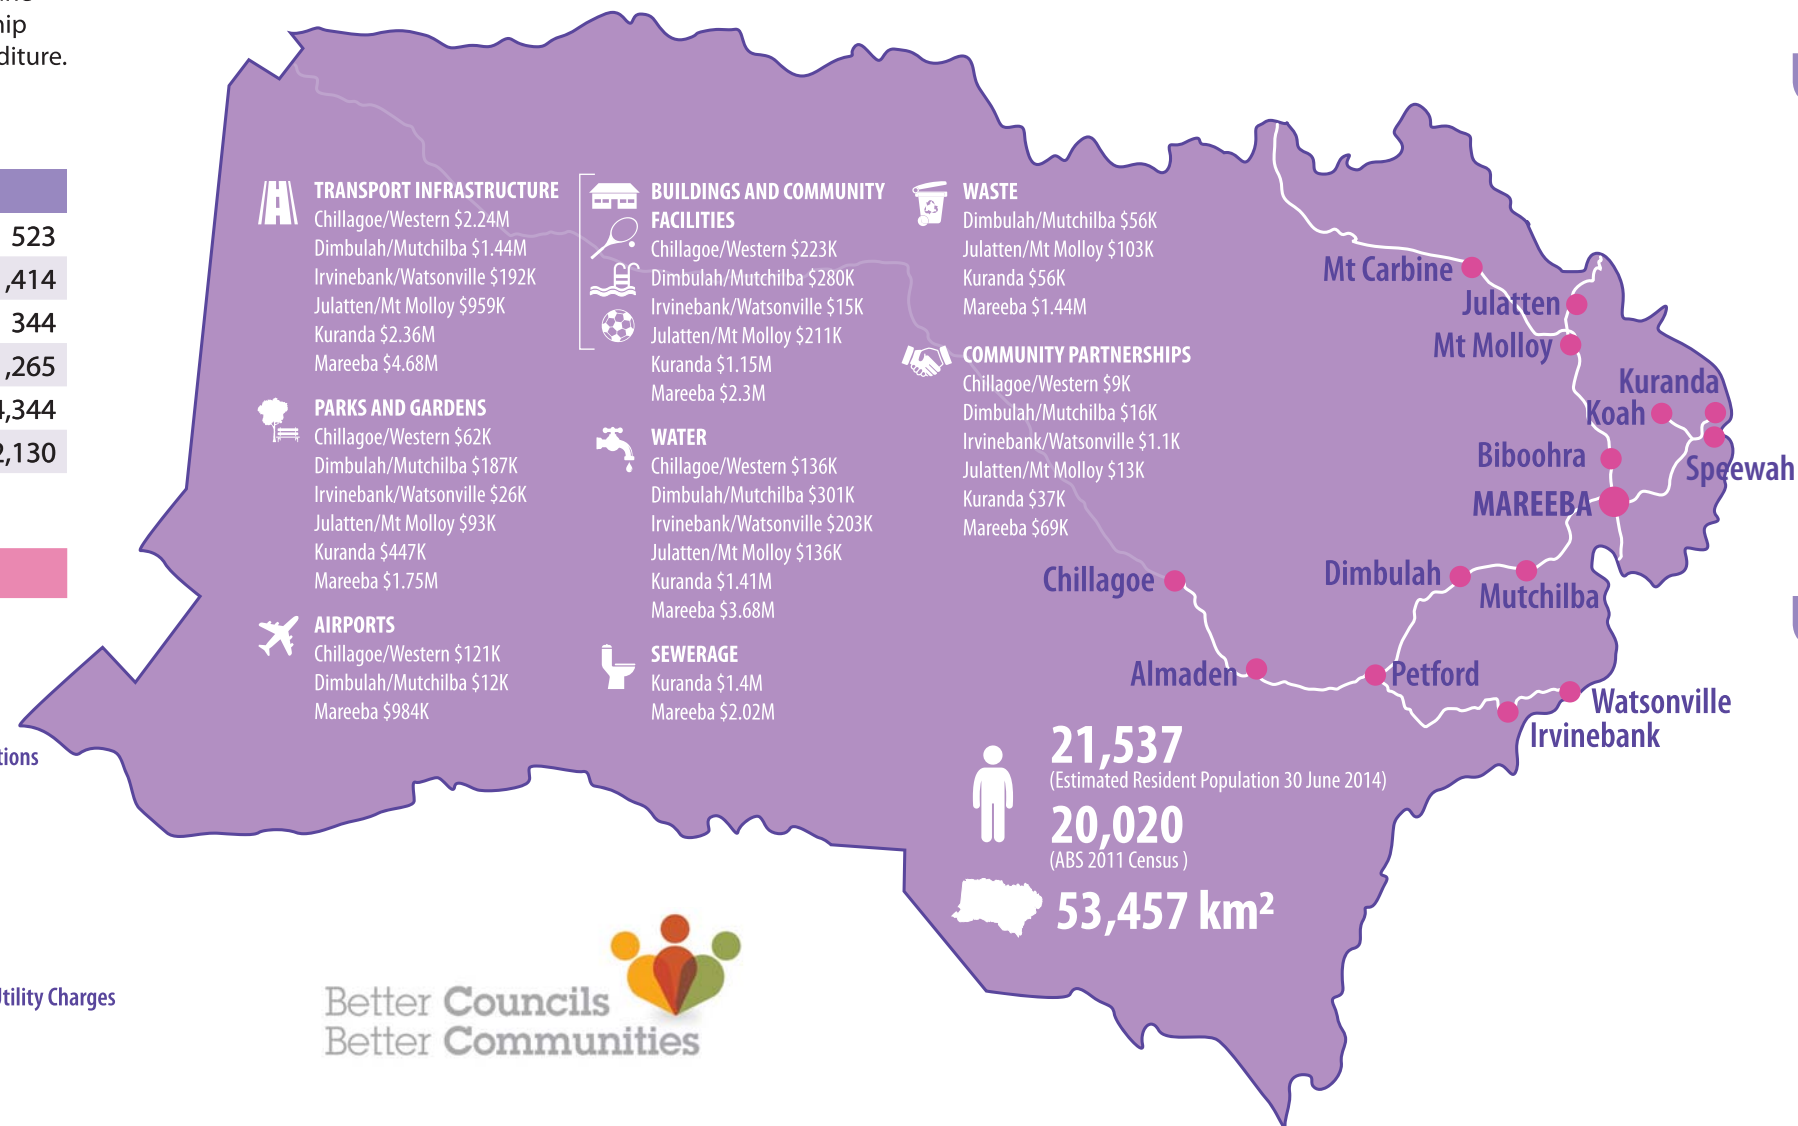 diture.
523
,414
344
,265
,344
2,130
tions
Utility Charges
TRANSPORT INFRASTRUCTURE
Chillagoe/Western $2.24M
Dimbulah/Mutchilba $1.44M
Irvinebank/Watsonville $192K
Julatten/Mt Molloy $959K
Kuranda $2.36M
Mareeba $4.68M
PARKS AND GARDENS
Chillagoe/Western $62K
Dimbulah/Mutchilba $187K
Irvinebank/Watsonville $26K
Julatten/Mt Molloy $93K
Kuranda $447K
Mareeba $1.75M
AIRPORTS
Chillagoe/Western $121K
Dimbulah/Mutchilba $12K
Mareeba $984K
BUILDINGS AND COMMUNITY
FACILITIES
Chillagoe/Western $223K
Dimbulah/Mutchilba $280K
Irvinebank/Watsonville $15K
Julatten/Mt Molloy $211K
Kuranda $1.15M
Mareeba $2.3M
WATER
Chillagoe/Western $136K
Dimbulah/Mutchilba $301K
Irvinebank/Watsonville $203K
Julatten/Mt Molloy $136K
Kuranda $1.41M
Mareeba $3.68M
SEWERAGE
Kuranda $1.4M
Mareeba $2.02M
WASTE
Dimbulah/Mutchilba $56K
Julatten/Mt Molloy $103K
Kuranda $56K
Mareeba $1.44M
COMMUNITY PARTNERSHIPS
Chillagoe/Western $9K
Dimbulah/Mutchilba $16K
Irvinebank/Watsonville $1.1K
Julatten/Mt Molloy $13K
Kuranda $37K
Mareeba $69K
Mt Carbine
Julatten
Mt Molloy
Kuranda
Koah
Biboohra
Speewah
MAREEBA
Chillagoe
Dimbulah
Mutchilba
Almaden
Petford
Watsonville
Irvinebank
21,537
(Estimated Resident Population 30 June 2014)
20,020
(ABS 2011 Census )
53,457 km²
Better Councils
Better Communities